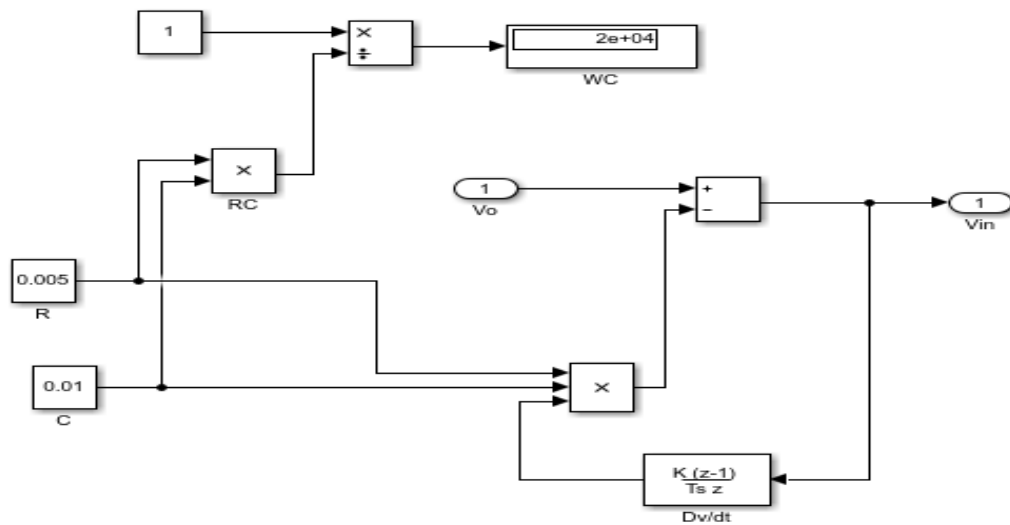 1
×
÷
2e+04
WC
×
RC
1
Vo
+
−
1
Vin
0.005
R
0.01
C
×
K (z-1)
Ts z
Dv/dt